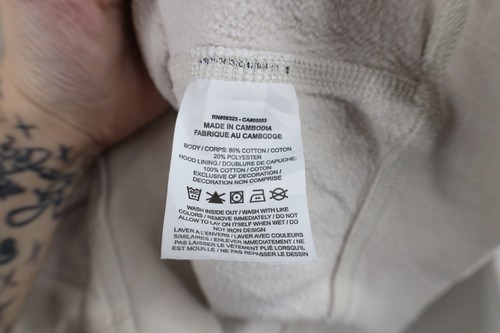 RN#56323 - CA#05553
MADE IN CAMBODIA
FABRIQUE AU CAMBODGE
BODY / CORPS: 80% COTTON / COTON
20% POLYESTER
HOOD LINING / DOUBLURE DE CAPUCHE:
100% COTTON / COTON
EXCLUSIVE OF DECORATION /
DECORATION NON COMPRISE
WASH INSIDE OUT / WASH WITH LIKE
COLORS / REMOVE IMMEDIATELY / DO NOT
ALLOW TO LAY ON ITSELF WHEN WET / DO
NOT IRON DESIGN
LAVER A L'ENVERS / LAVER AVEC COULEURS
SIMILAIRES / ENLEVER IMMEDIATEMENT / NE
PAS LAISSER LE VÊTEMENT PLIÉ LORSQU'IL
EST MOUILLÉ / NE PAS REPASSER LE DESSIN